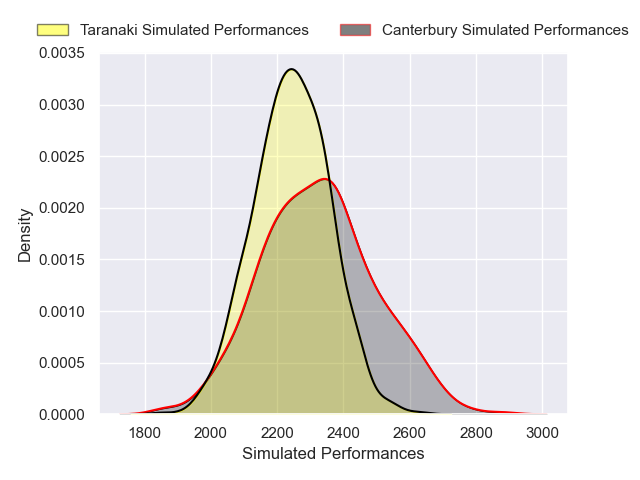 Taranaki Simulated Performances
Canterbury Simulated Performances
0.0035
0.0030
0.0025
0.0020
0.0015
0.0010
0.0005
0.0000
Density
1800 2000 2200 2400 2600 2800 3000
Simulated Performances